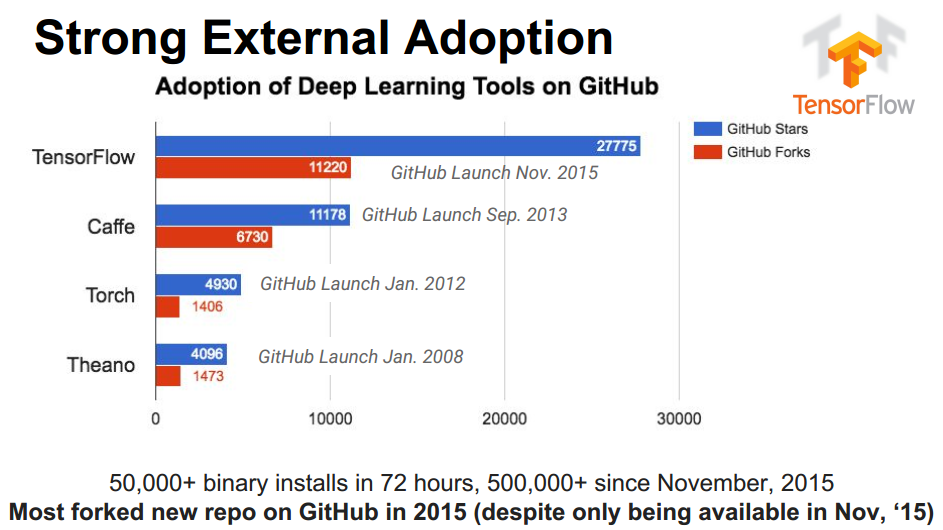 Strong External Adoption
TensorFlow
Adoption of Deep Learning Tools on GitHub
GitHub Stars
GitHub Forks
TensorFlow
27775
11220
GitHub Launch Nov. 2015
Caffe
11178
GitHub Launch Sep. 2013
6730
Torch
4930
GitHub Launch Jan. 2012
1406
Theano
4096
GitHub Launch Jan. 2008
1473
0 10000 20000 30000
50,000+ binary installs in 72 hours, 500,000+ since November, 2015
Most forked new repo on GitHub in 2015 (despite only being available in Nov, ‘15)